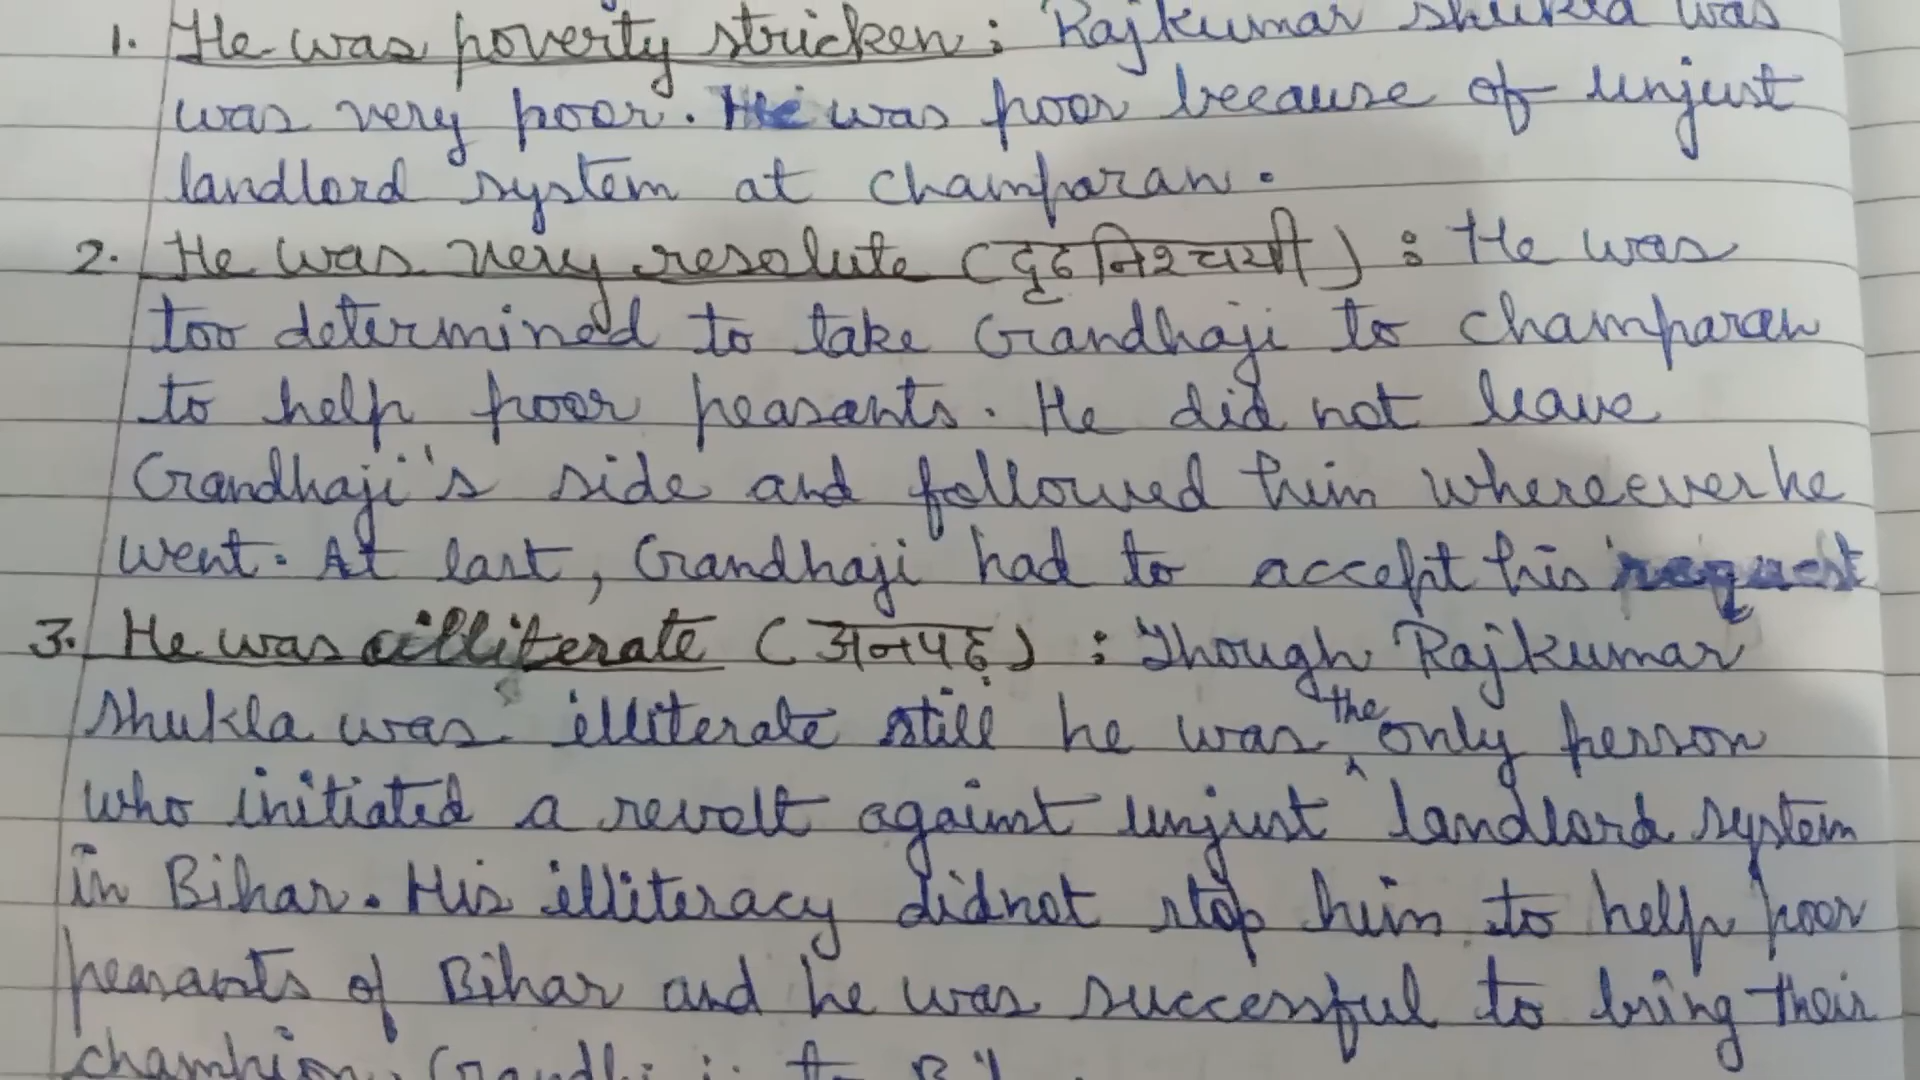 1. He was poverty stricken : Rajkumar Shukla was
was very poor. He was poor because of unjust
landlord system at Champaran.
2. He was very resolute (दृढ़ निश्चयी) : He was
too determined to take Gandhaji to Champaran
to help poor peasants. He did not leave
Gandhaji's side and followed him whereever he
went. At last, Gandhaji had to accept his request
3. He was illiterate (अनपढ़) : Though Rajkumar
Shukla was illiterate still he was the only person
who initiated a revolt against unjust landlord system
in Bihar. His illiteracy didnot stop him to help poor
peasants of Bihar and he was successful to bring their
champion,